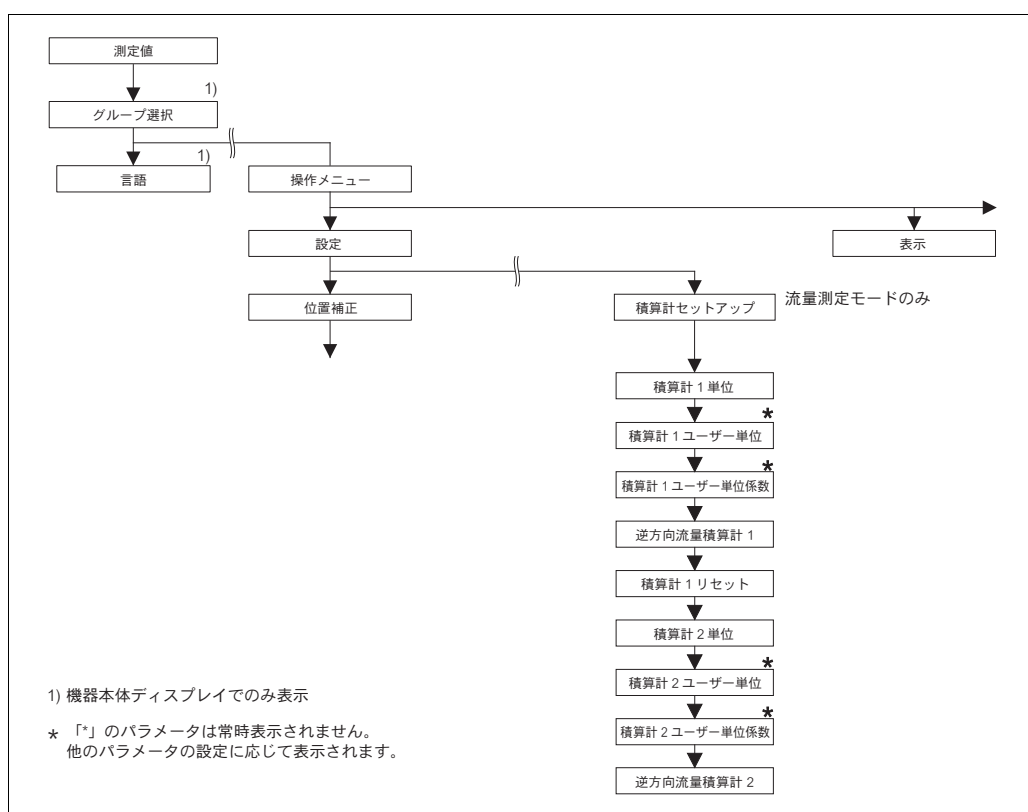 測定値
1)
グループ選択
1)
言語
操作メニュー
設定
表示
位置補正
積算計セットアップ
流量測定モードのみ
積算計 1 単位
*
積算計 1 ユーザー単位
*
積算計 1 ユーザー単位係数
逆方向流量積算計 1
積算計 1 リセット
積算計 2 単位
*
積算計 2 ユーザー単位
*
積算計 2 ユーザー単位係数
逆方向流量積算計 2
1) 機器本体ディスプレイでのみ表示
* 「*」のパラメータは常時表示されません。
他のパラメータの設定に応じて表示されます。